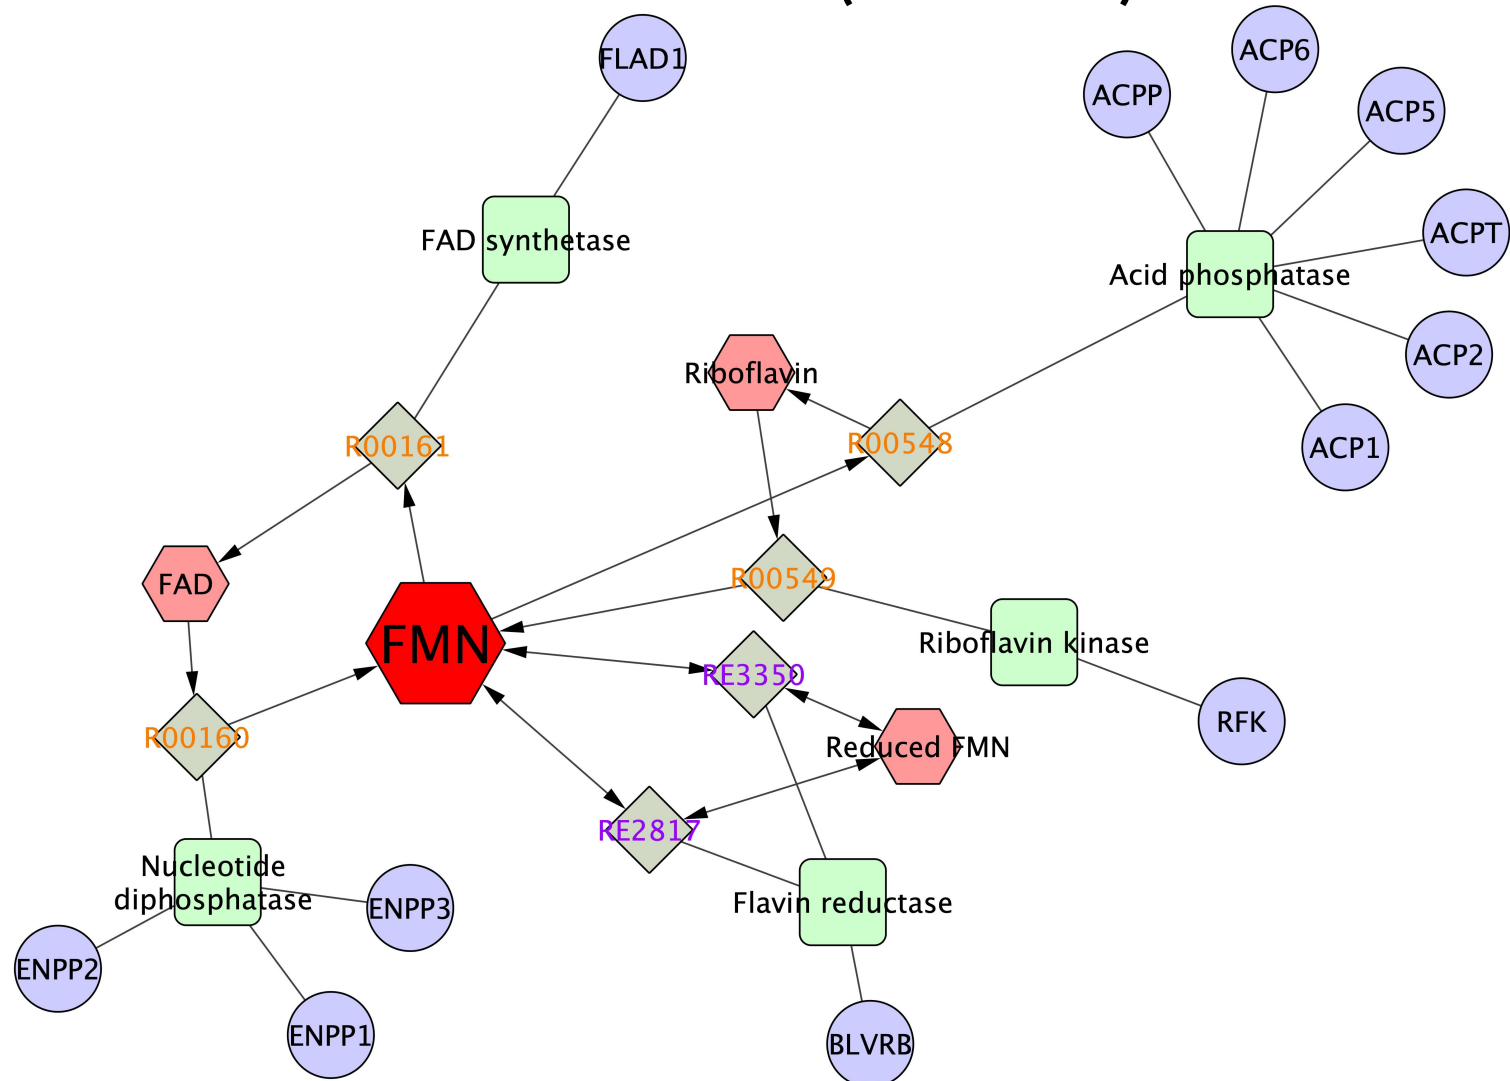 FLAD1
ACP6
ACPP
ACP5
ACPT
FAD synthetase
Acid phosphatase
ACP2
Riboflavin
R00161
R00548
ACP1
FAD
R00549
FMN
Riboflavin kinase
RE3350
RFK
R00160
Reduced FMN
RE2817
Nucleotide
diphosphatase
ENPP3
Flavin reductase
ENPP2
ENPP1
BLVRB